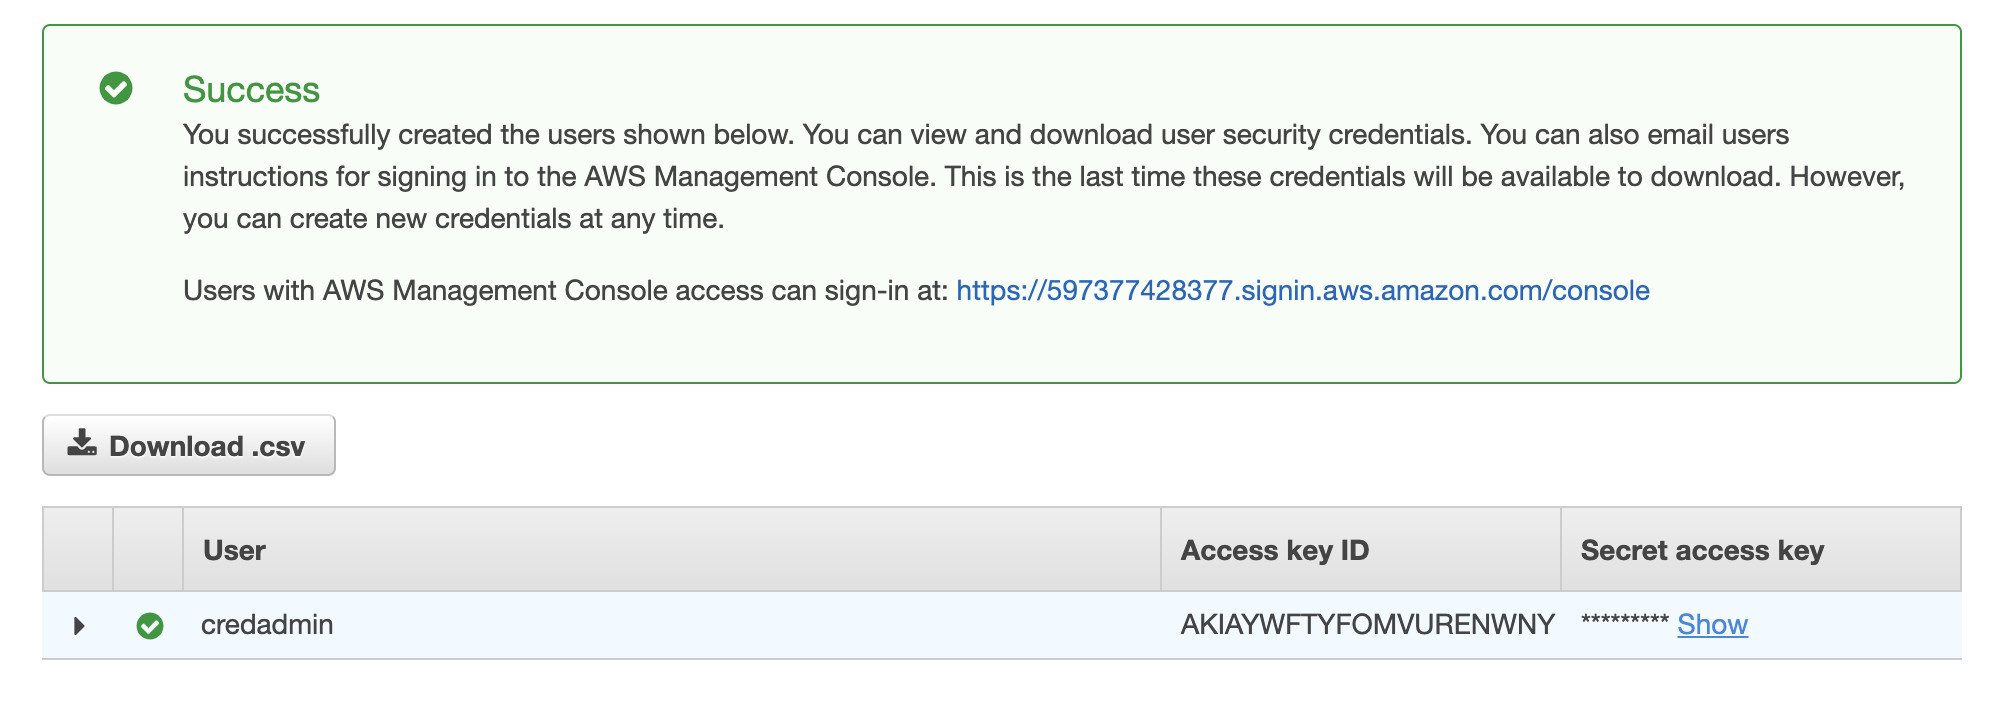 Success
You successfully created the users shown below. You can view and download user security credentials. You can also email users
instructions for signing in to the AWS Management Console. This is the last time these credentials will be available to download. However,
you can create new credentials at any time.
Users with AWS Management Console access can sign-in at: https://597377428377.signin.aws.amazon.com/console
Download .csv
User Access key ID Secret access key
credadmin AKIAYWFTYFOMVURENWNY ********* Show